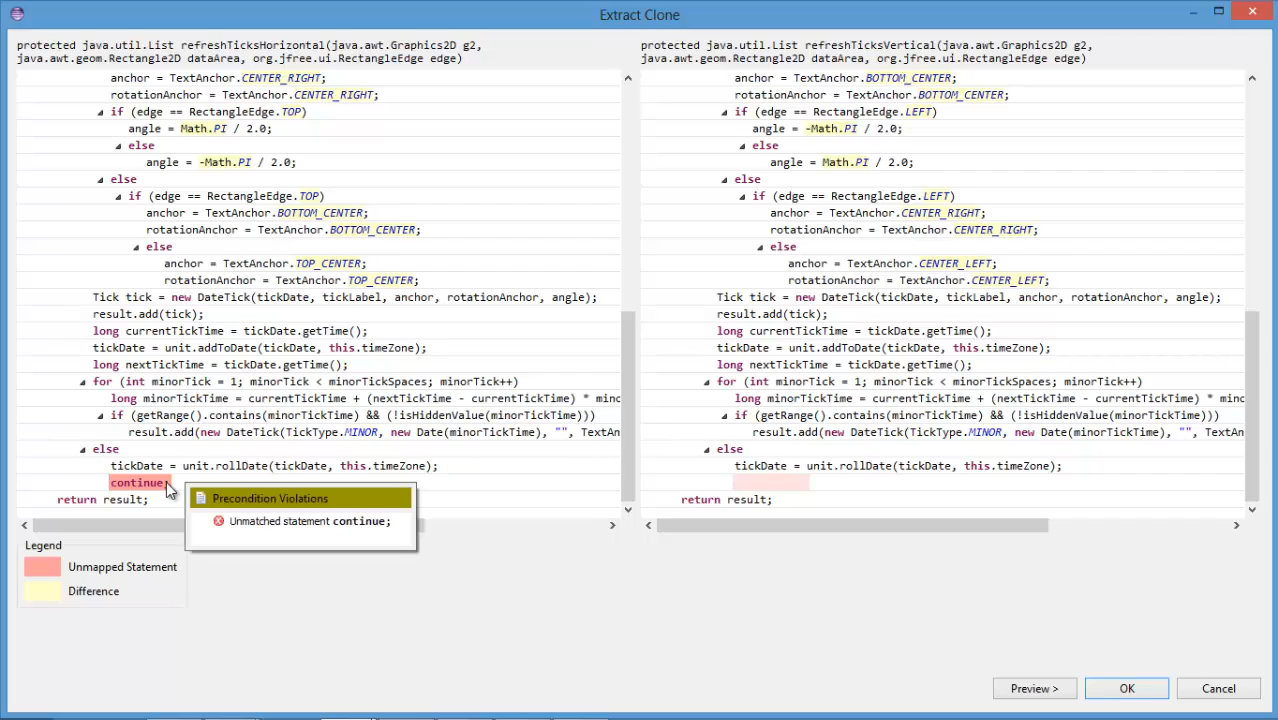 Extract Clone
protected java.util.List refreshTicksHorizontal(java.awt.Graphics2D g2,
java.awt.geom.Rectangle2D dataArea, org.jfree.ui.RectangleEdge edge)
anchor = TextAnchor.CENTER_RIGHT;
rotationAnchor = TextAnchor.CENTER_RIGHT;
if (edge == RectangleEdge.TOP)
angle = Math.PI / 2.0;
else
angle = -Math.PI / 2.0;
else
if (edge == RectangleEdge.TOP)
anchor = TextAnchor.BOTTOM_CENTER;
rotationAnchor = TextAnchor.BOTTOM_CENTER;
else
anchor = TextAnchor.TOP_CENTER;
rotationAnchor = TextAnchor.TOP_CENTER;
Tick tick = new DateTick(tickDate, tickLabel, anchor, rotationAnchor, angle);
result.add(tick);
long currentTickTime = tickDate.getTime();
tickDate = unit.addToDate(tickDate, this.timeZone);
long nextTickTime = tickDate.getTime();
for (int minorTick = 1; minorTick < minorTickSpaces; minorTick++)
long minorTickTime = currentTickTime + (nextTickTime - currentTickTime) * mino
if (getRange().contains(minorTickTime) && (!isHiddenValue(minorTickTime)))
result.add(new DateTick(TickType.MINOR, new Date(minorTickTime), "", TextAn
else
tickDate = unit.rollDate(tickDate, this.timeZone);
continue;
return result;
protected java.util.List refreshTicksVertical(java.awt.Graphics2D g2,
java.awt.geom.Rectangle2D dataArea, org.jfree.ui.RectangleEdge edge)
anchor = TextAnchor.BOTTOM_CENTER;
rotationAnchor = TextAnchor.BOTTOM_CENTER;
if (edge == RectangleEdge.LEFT)
angle = -Math.PI / 2.0;
else
angle = Math.PI / 2.0;
else
if (edge == RectangleEdge.LEFT)
anchor = TextAnchor.CENTER_RIGHT;
rotationAnchor = TextAnchor.CENTER_RIGHT;
else
anchor = TextAnchor.CENTER_LEFT;
rotationAnchor = TextAnchor.CENTER_LEFT;
Tick tick = new DateTick(tickDate, tickLabel, anchor, rotationAnchor, angle);
result.add(tick);
long currentTickTime = tickDate.getTime();
tickDate = unit.addToDate(tickDate, this.timeZone);
long nextTickTime = tickDate.getTime();
for (int minorTick = 1; minorTick < minorTickSpaces; minorTick++)
long minorTickTime = currentTickTime + (nextTickTime - currentTickTime) * mino
if (getRange().contains(minorTickTime) && (!isHiddenValue(minorTickTime)))
result.add(new DateTick(TickType.MINOR, new Date(minorTickTime), "", TextAn
else
tickDate = unit.rollDate(tickDate, this.timeZone);
return result;
Precondition Violations
Unmatched statement continue;
Legend
Unmapped Statement
Difference
Preview >
OK
Cancel